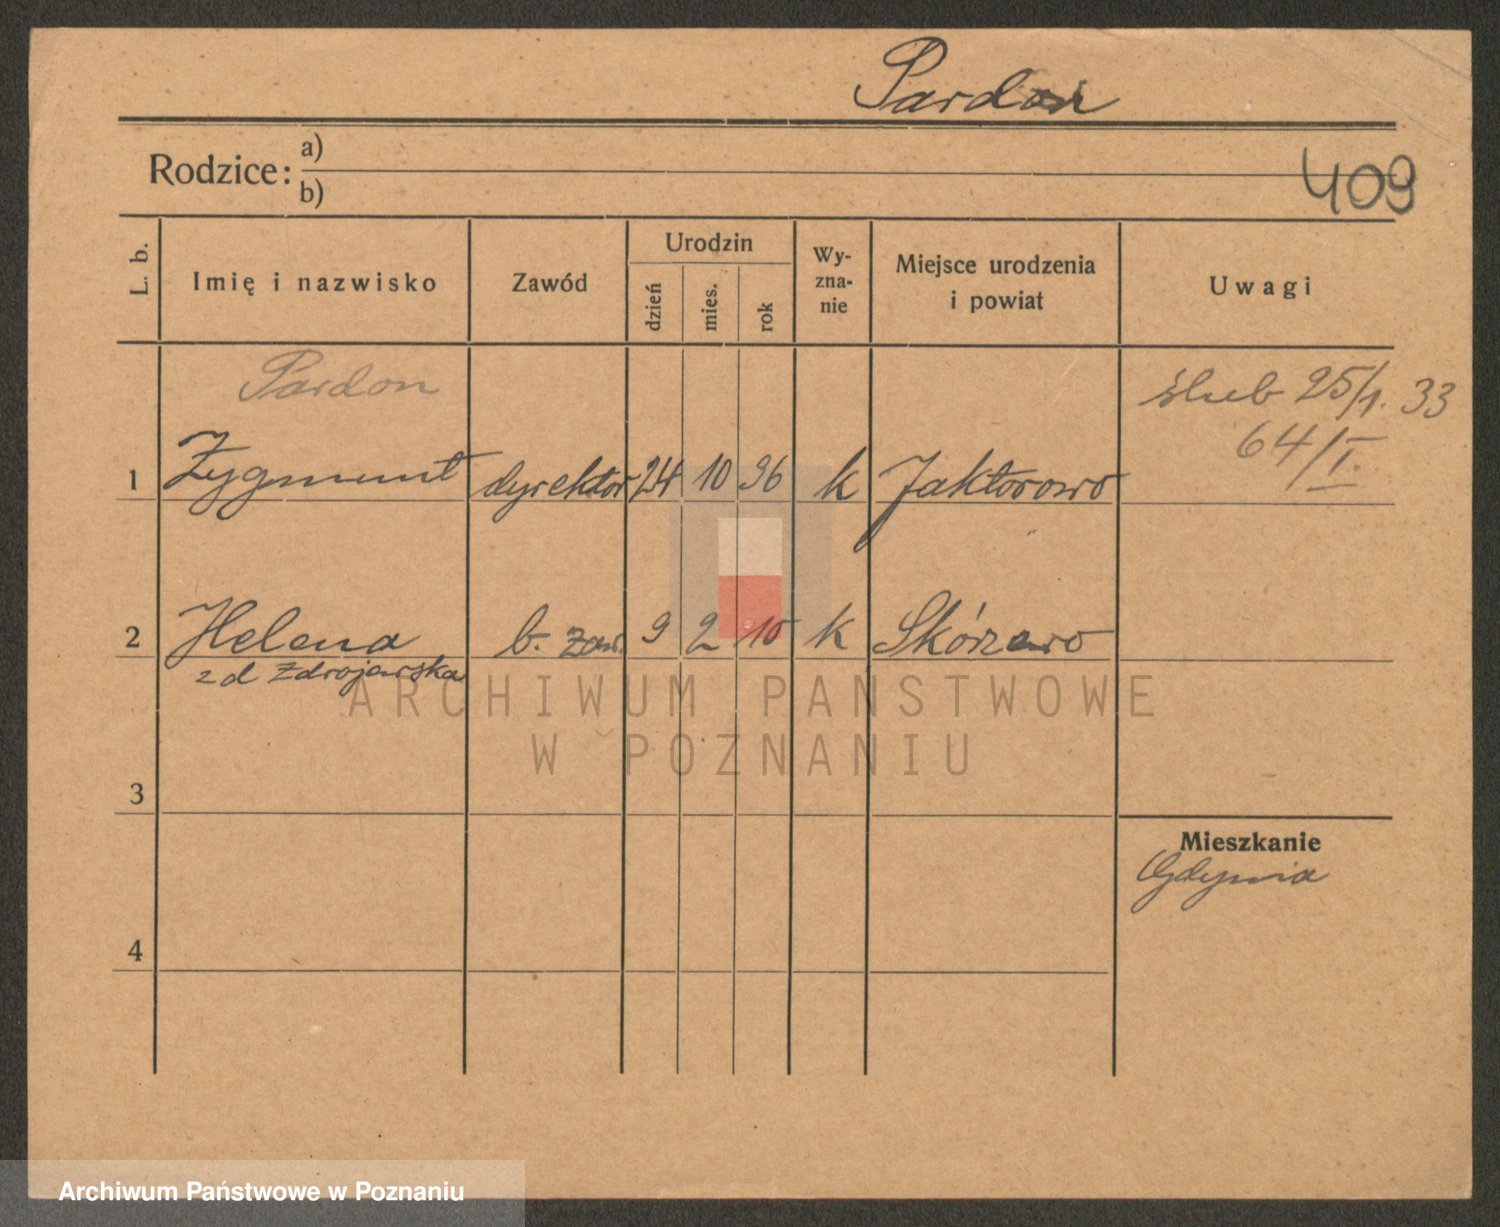 Pardon
Rodzice: a)
b)
409
L. b.
Imię i nazwisko
Zawód
Urodzin
dzień
mies.
rok
Wy-
zna-
nie
Miejsce urodzenia
i powiat
Uwagi
Pardon
ślub 25/1. 33
64/I.
1 Zygmunt dyrektor 24 10 96 k Jaktorowo
2 Helena b. zaw. 9 2 10 k Skórzewo
z d Zdrojewska
ARCHIWUM PAŃSTWOWE
W POZNANIU
3
Mieszkanie
Gdynia
4
Archiwum Państwowe w Poznaniu